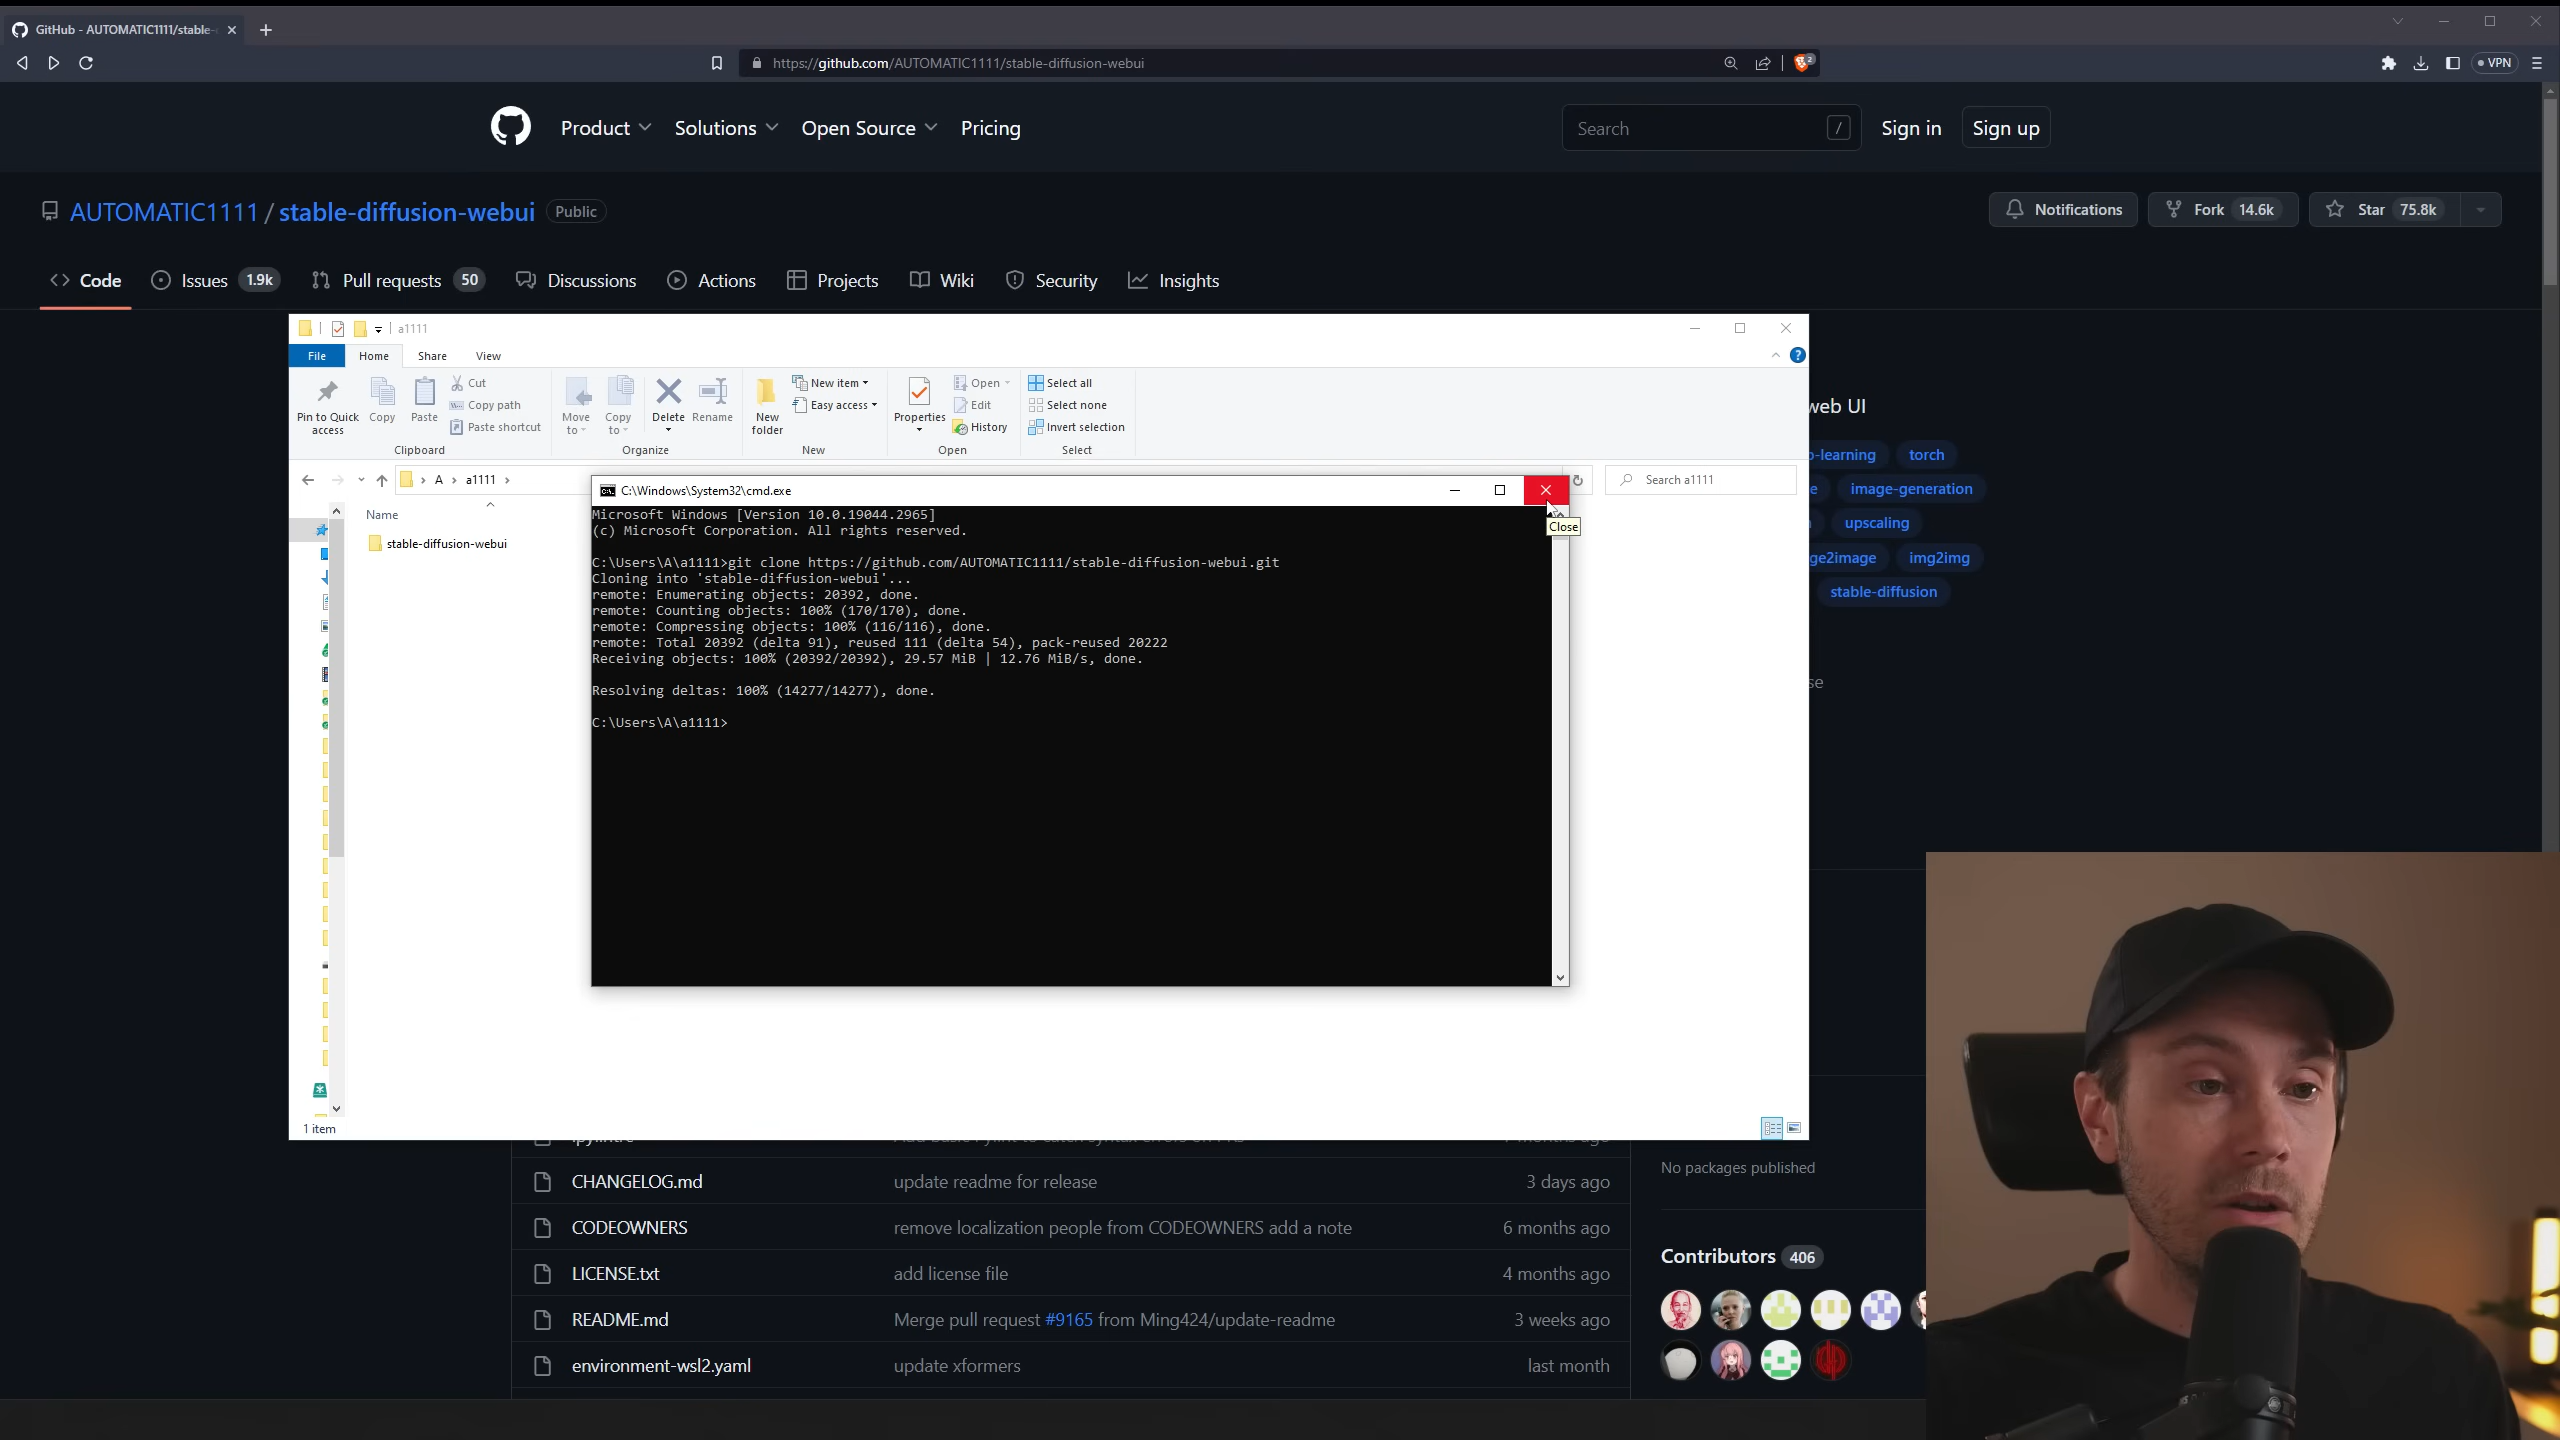 GitHub - AUTOMATIC1111/stable-
https://github.com/AUTOMATIC1111/stable-diffusion-webui
2
VPN
Product Solutions Open Source Pricing
Search /
Sign in Sign up
AUTOMATIC1111 / stable-diffusion-webui Public
Notifications Fork 14.6k Star 75.8k
Code Issues 1.9k Pull requests 50 Discussions Actions Projects Wiki Security Insights
a1111
File Home Share View
Pin to Quick access
Copy
Paste
Cut
Copy path
Paste shortcut
Clipboard
Move to
Copy to
Delete
Rename
Organize
New folder
New item
Easy access
New
Properties
Open
Edit
History
Open
Select all
Select none
Invert selection
Select
A > a1111 >
Search a1111
Name
stable-diffusion-webui
C:\Windows\System32\cmd.exe
Close
Microsoft Windows [Version 10.0.19044.2965]
(c) Microsoft Corporation. All rights reserved.
C:\Users\A\a1111>git clone https://github.com/AUTOMATIC1111/stable-diffusion-webui.git
Cloning into 'stable-diffusion-webui'...
remote: Enumerating objects: 20392, done.
remote: Counting objects: 100% (170/170), done.
remote: Compressing objects: 100% (116/116), done.
remote: Total 20392 (delta 91), reused 111 (delta 54), pack-reused 20222
Receiving objects: 100% (20392/20392), 29.57 MiB | 12.76 MiB/s, done.
Resolving deltas: 100% (14277/14277), done.
C:\Users\A\a1111>
1 item
web UI
-learning torch
image-generation
upscaling
ge2image img2img
stable-diffusion
se
CHANGELOG.md update readme for release 3 days ago
CODEOWNERS remove localization people from CODEOWNERS add a note 6 months ago
LICENSE.txt add license file 4 months ago
README.md Merge pull request #9165 from Ming424/update-readme 3 weeks ago
environment-wsl2.yaml update xformers last month
No packages published
Contributors 406